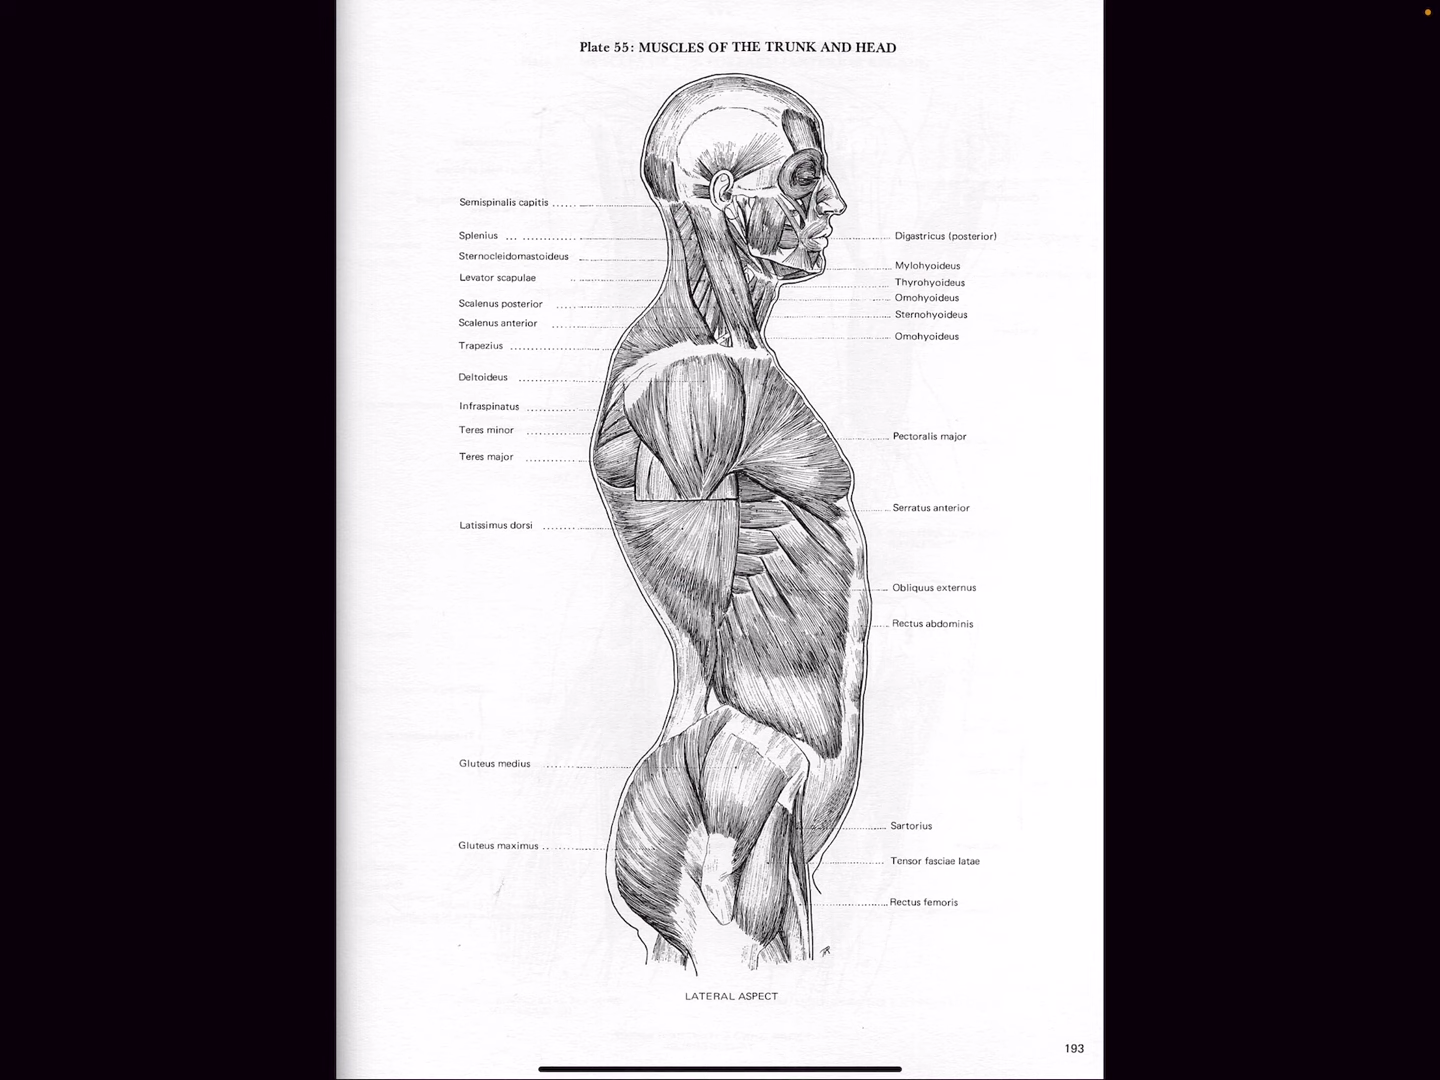 Plate 55: MUSCLES OF THE TRUNK AND HEAD
Semispinalis capitis
Splenius
Sternocleidomastoideus
Levator scapulae
Scalenus posterior
Scalenus anterior
Trapezius
Deltoideus
Infraspinatus
Teres minor
Teres major
Latissimus dorsi
Gluteus medius
Gluteus maximus
Digastricus (posterior)
Mylohyoideus
Thyrohyoideus
Omohyoideus
Sternohyoideus
Omohyoideus
Pectoralis major
Serratus anterior
Obliquus externus
Rectus abdominis
Sartorius
Tensor fasciae latae
Rectus femoris
LATERAL ASPECT
193